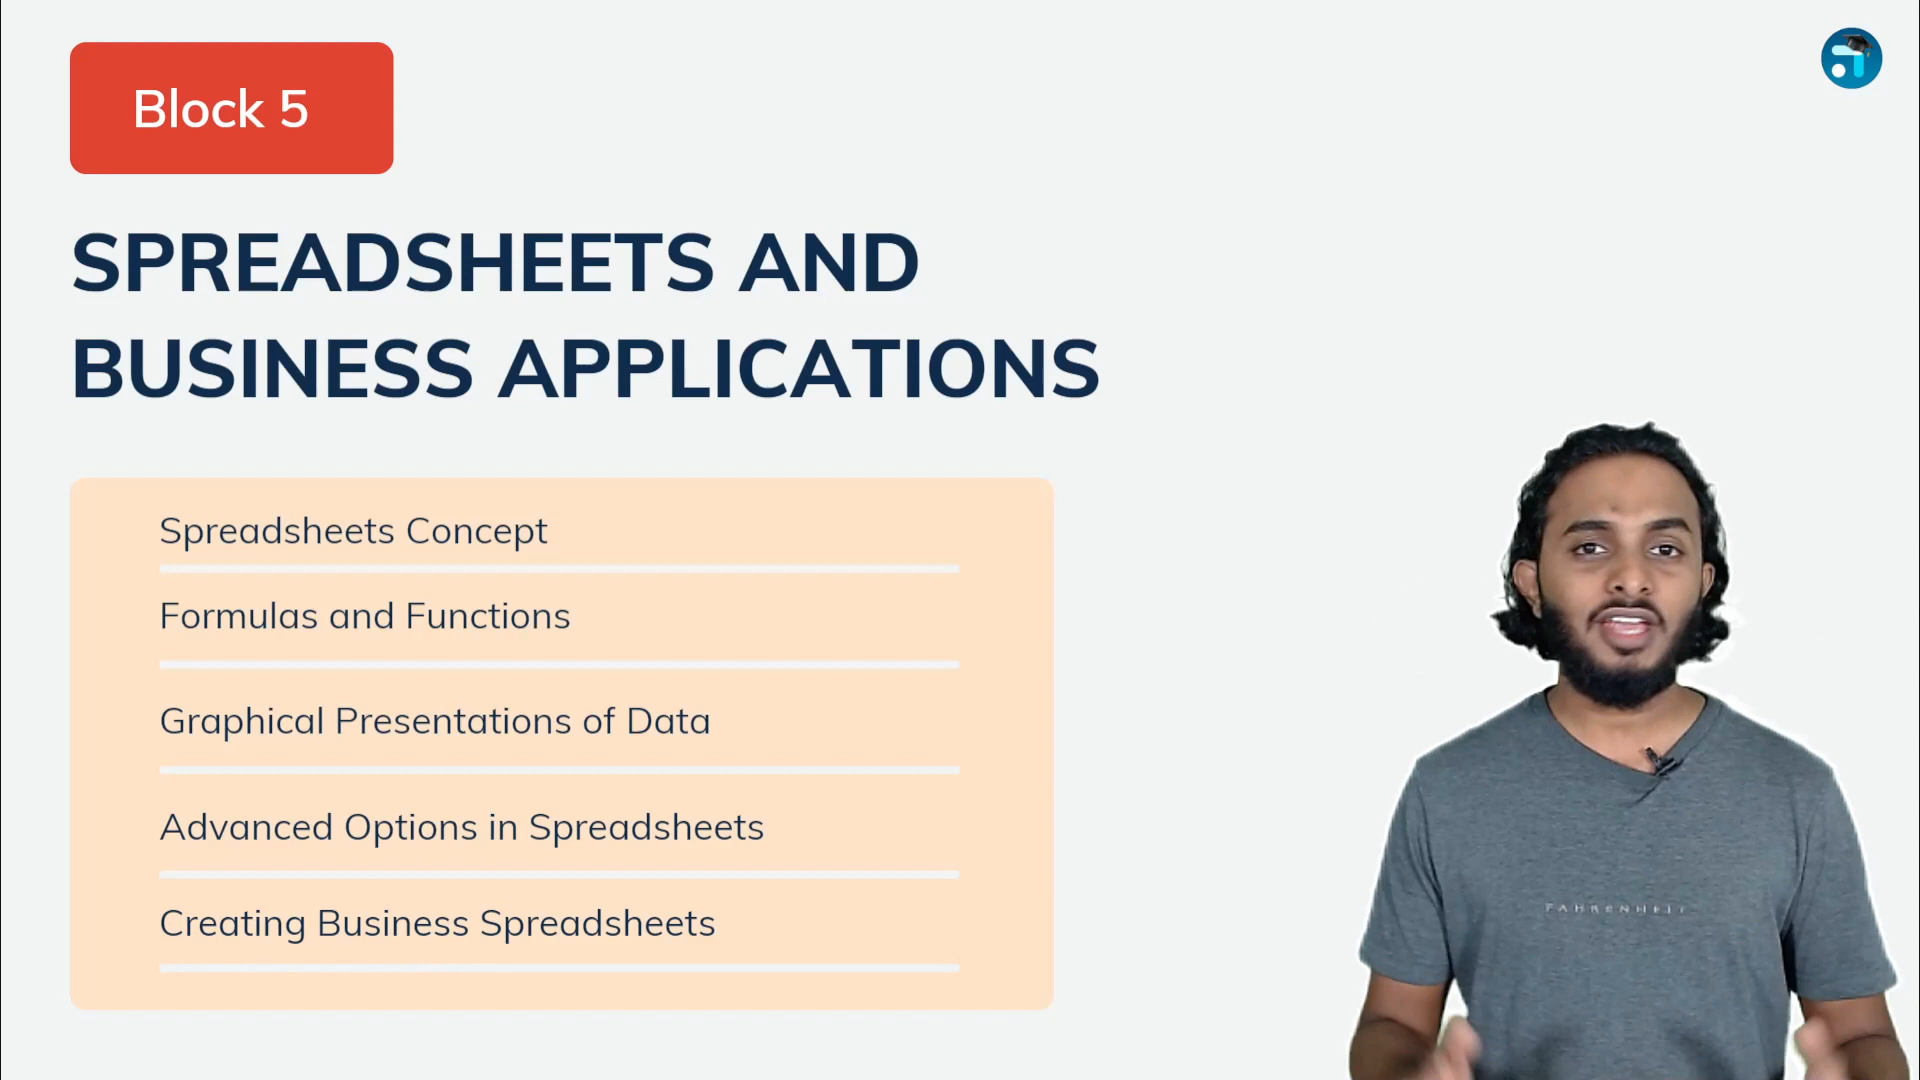 Block 5
SPREADSHEETS AND
BUSINESS APPLICATIONS
Spreadsheets Concept
Formulas and Functions
Graphical Presentations of Data
Advanced Options in Spreadsheets
Creating Business Spreadsheets
FAHRENHEIT